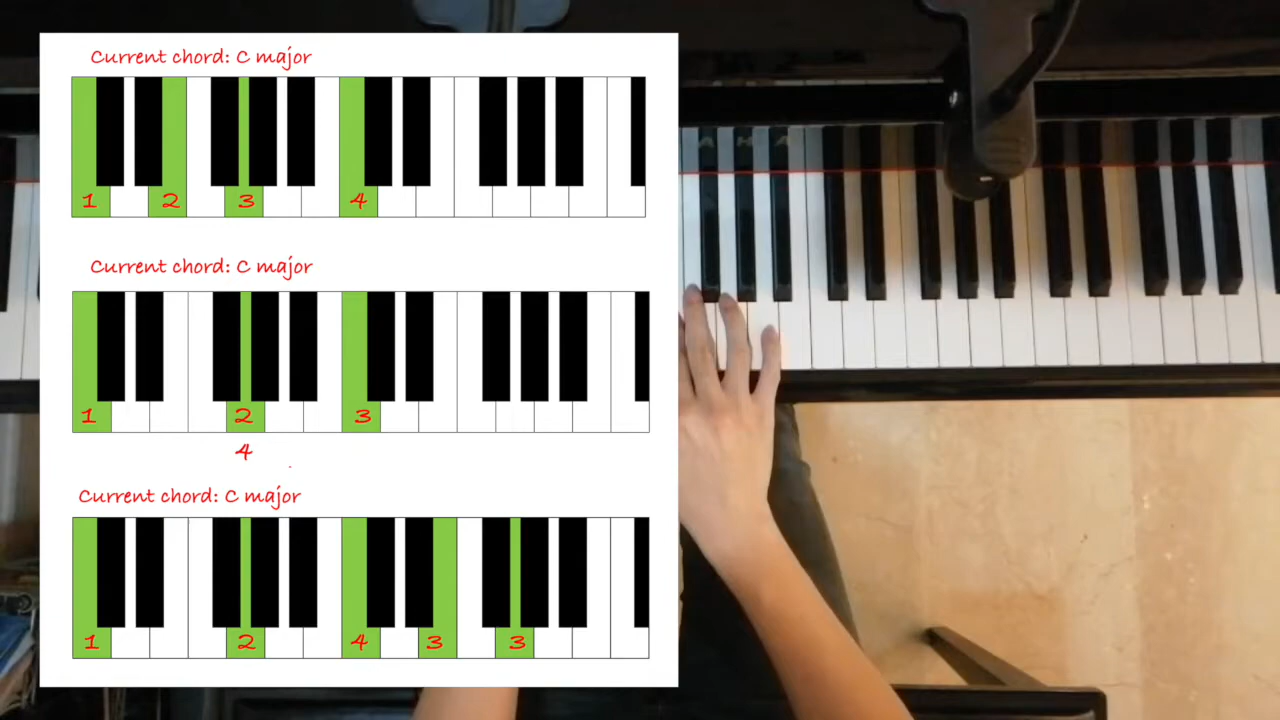 Current chord: C major
1 2 3 4
Current chord: C major
1 2 3
4
Current chord: C major
1 2 4 3 3